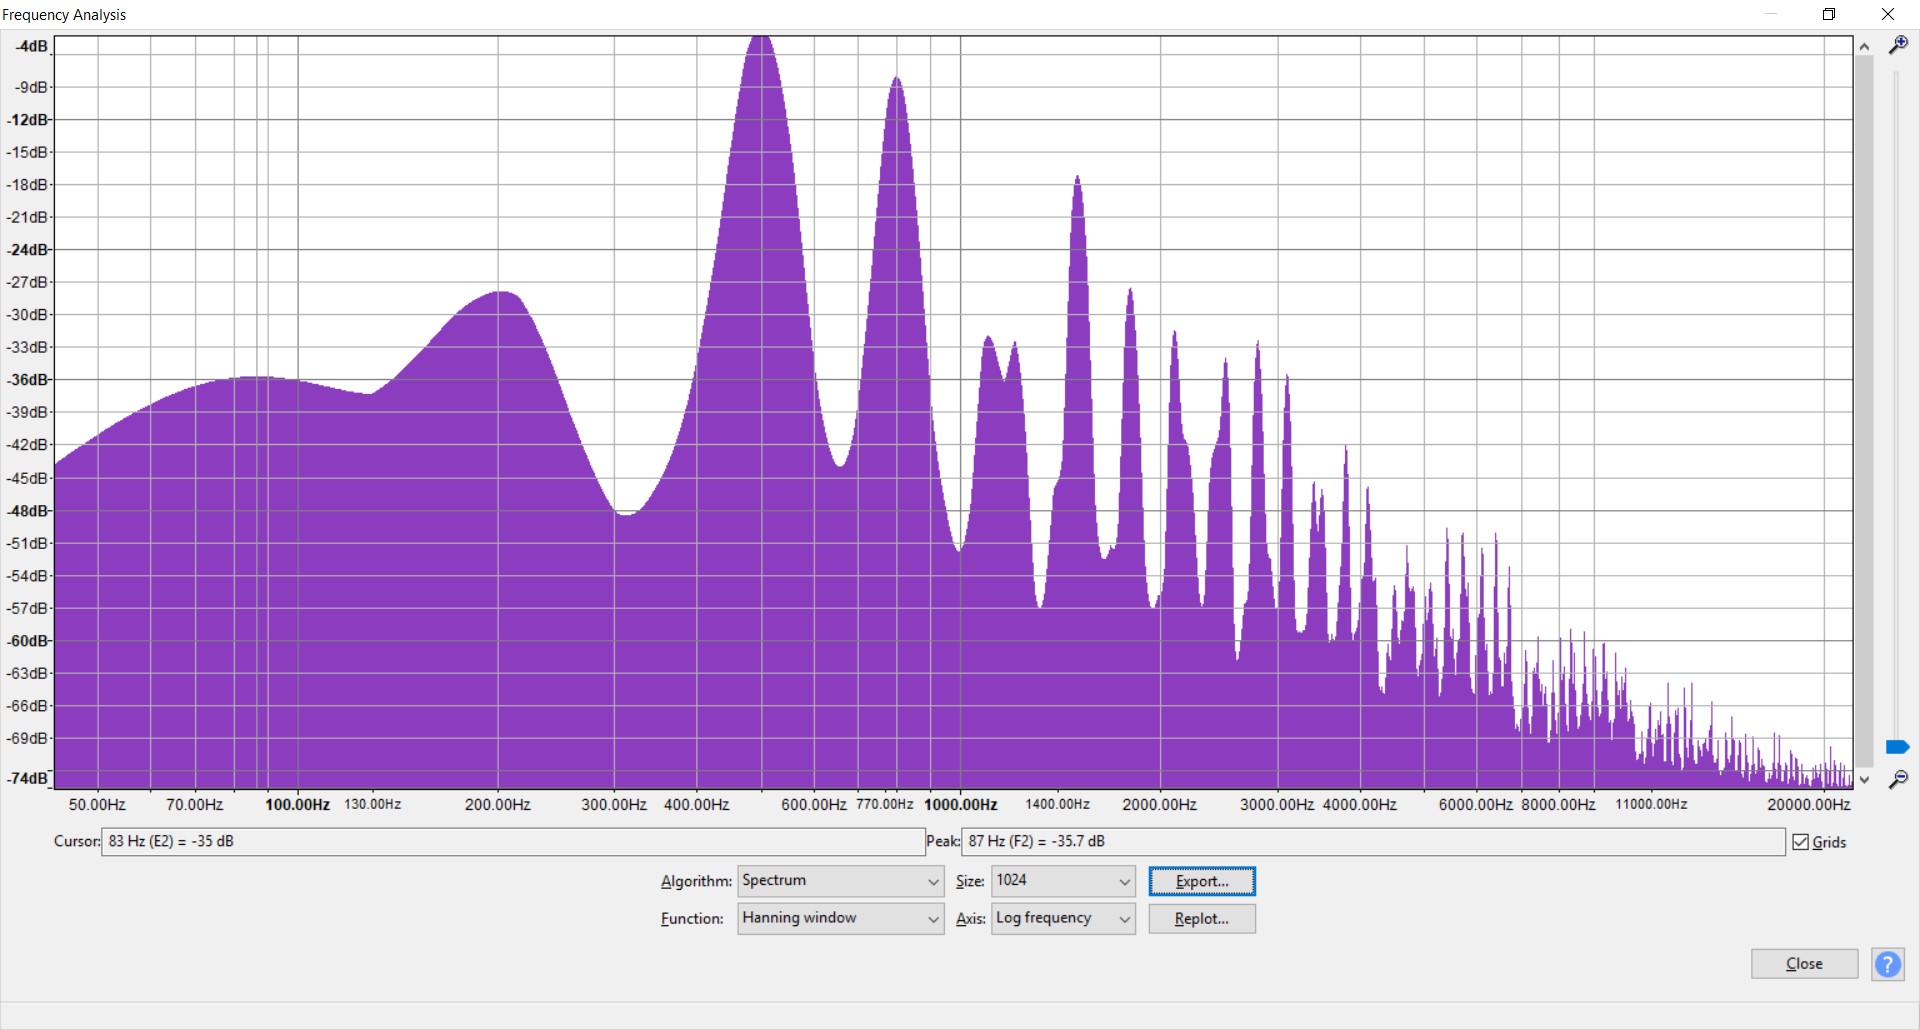 Frequency Analysis
-4dB
-9dB
-12dB
-15dB
-18dB
-21dB
-24dB
-27dB
-30dB
-33dB
-36dB
-39dB
-42dB
-45dB
-48dB
-51dB
-54dB
-57dB
-60dB
-63dB
-66dB
-69dB
-74dB
50.00Hz 70.00Hz 100.00Hz 130.00Hz 200.00Hz 300.00Hz 400.00Hz 600.00Hz 770.00Hz 1000.00Hz 1400.00Hz 2000.00Hz 3000.00Hz 4000.00Hz 6000.00Hz 8000.00Hz 11000.00Hz 20000.00Hz
Cursor: 83 Hz (E2) = -35 dB Peak: 87 Hz (F2) = -35.7 dB Grids
Algorithm: Spectrum Size: 1024 Export...
Function: Hanning window Axis: Log frequency Replot...
Close ?